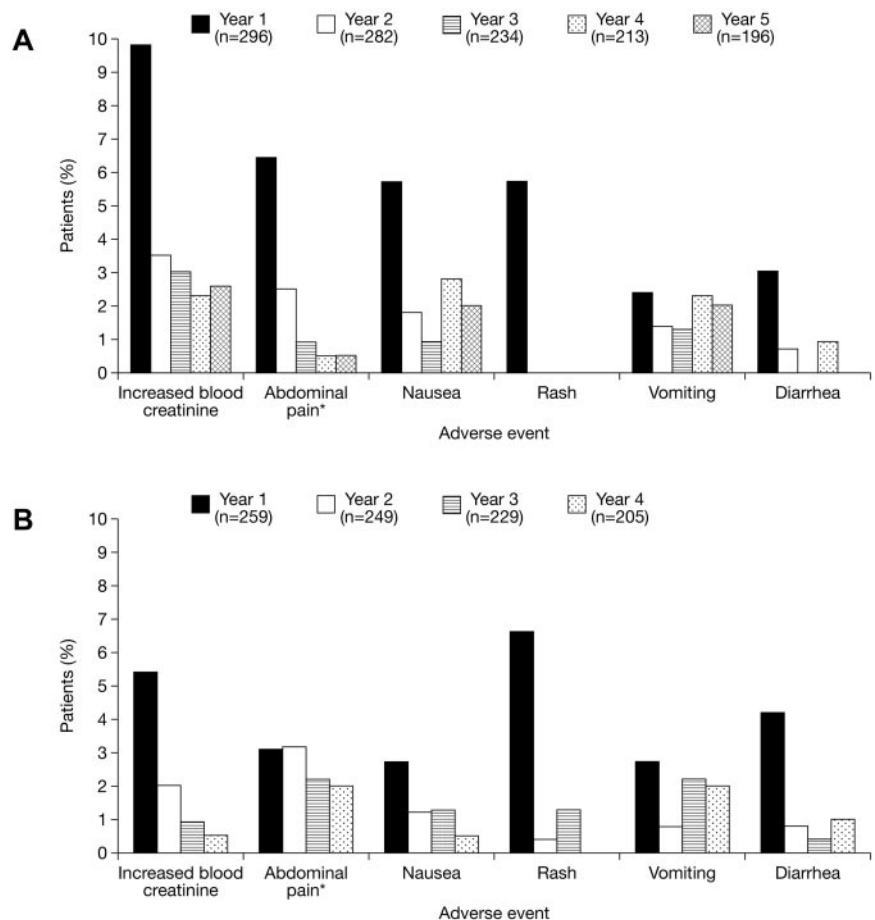 A
Year 1 Year 2 Year 3 Year 4 Year 5
(n=296) (n=282) (n=234) (n=213) (n=196)
10
9
8
7
6
5
4
3
2
1
0
Patients (%)
Increased blood creatinine
Abdominal pain*
Nausea
Rash
Vomiting
Diarrhea
Adverse event
B
Year 1 Year 2 Year 3 Year 4
(n=259) (n=249) (n=229) (n=205)
10
9
8
7
6
5
4
3
2
1
0
Patients (%)
Increased blood creatinine
Abdominal pain*
Nausea
Rash
Vomiting
Diarrhea
Adverse event